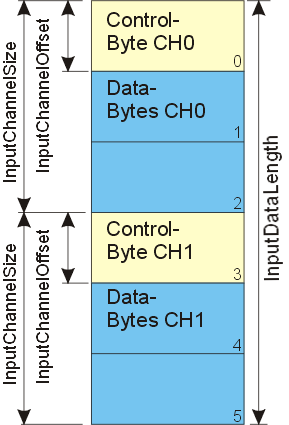 InputChannelSize
InputChannelOffset
Control-
Byte CH0
0
Data-
Bytes CH0
1
2
InputDataLength
InputChannelSize
InputChannelOffset
Control-
Byte CH1
3
Data-
Bytes CH1
4
5